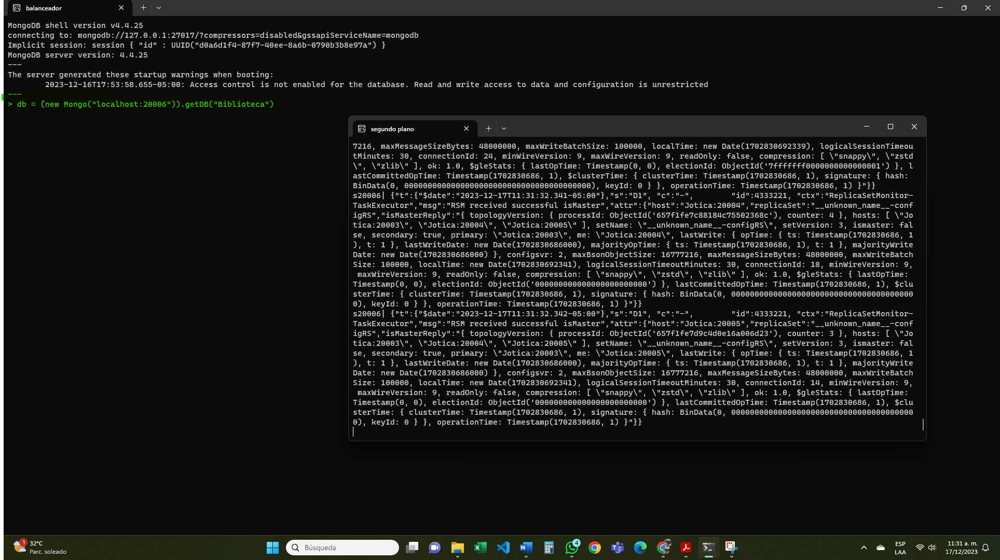 balanceador
MongoDB shell version v4.4.25
connecting to: mongodb://127.0.0.1:27017/?compressors=disabled&gssapiServiceName=mongodb
Implicit session: session { "id" : UUID("d0a6d1f4-87f7-40ee-8a6b-0790b3b8e97a") }
MongoDB server version: 4.4.25
---
The server generated these startup warnings when booting:
        2023-12-16T17:53:58.655-05:00: Access control is not enabled for the database. Read and write access to data and configuration is unrestricted
---
> db = (new Mongo("localhost:20006")).getDB("Biblioteca")
segundo plano
7216, maxMessageSizeBytes: 48000000, maxWriteBatchSize: 100000, localTime: new Date(1702830692339), logicalSessionTimeou
tMinutes: 30, connectionId: 24, minWireVersion: 9, maxWireVersion: 9, readOnly: false, compression: [ \"snappy\", \"zstd
\", \"zlib\" ], ok: 1.0, $gleStats: { lastOpTime: Timestamp(0, 0), electionId: ObjectId('7fffffff0000000000000001') }, l
astCommittedOpTime: Timestamp(1702830686, 1), $clusterTime: { clusterTime: Timestamp(1702830686, 1), signature: { hash:
BinData(0, 0000000000000000000000000000000000000000), keyId: 0 } }, operationTime: Timestamp(1702830686, 1) }"}}
s20006| {"t":{"$date":"2023-12-17T11:31:32.341-05:00"},"s":"D1", "c":"-",        "id":4333221, "ctx":"ReplicaSetMonitor-
TaskExecutor","msg":"RSM received successful isMaster","attr":{"host":"Jotica:20004","replicaSet":"__unknown_name__-conf
igRS","isMasterReply":"{ topologyVersion: { processId: ObjectId('657f1fe7c88184c75502368c'), counter: 4 }, hosts: [ \"Jo
tica:20003\", \"Jotica:20004\", \"Jotica:20005\" ], setName: \"__unknown_name__-configRS\", setVersion: 3, ismaster: fal
se, secondary: true, primary: \"Jotica:20003\", me: \"Jotica:20004\", lastWrite: { opTime: { ts: Timestamp(1702830686, 1
), t: 1 }, lastWriteDate: new Date(1702830686000), majorityOpTime: { ts: Timestamp(1702830686, 1), t: 1 }, majorityWrite
Date: new Date(1702830686000) }, configsvr: 2, maxBsonObjectSize: 16777216, maxMessageSizeBytes: 48000000, maxWriteBatch
Size: 100000, localTime: new Date(1702830692341), logicalSessionTimeoutMinutes: 30, connectionId: 18, minWireVersion: 9,
 maxWireVersion: 9, readOnly: false, compression: [ \"snappy\", \"zstd\", \"zlib\" ], ok: 1.0, $gleStats: { lastOpTime:
Timestamp(0, 0), electionId: ObjectId('000000000000000000000000') }, lastCommittedOpTime: Timestamp(1702830686, 1), $clu
sterTime: { clusterTime: Timestamp(1702830686, 1), signature: { hash: BinData(0, 000000000000000000000000000000000000000
0), keyId: 0 } }, operationTime: Timestamp(1702830686, 1) }"}}
s20006| {"t":{"$date":"2023-12-17T11:31:32.342-05:00"},"s":"D1", "c":"-",        "id":4333221, "ctx":"ReplicaSetMonitor-
TaskExecutor","msg":"RSM received successful isMaster","attr":{"host":"Jotica:20005","replicaSet":"__unknown_name__-conf
igRS","isMasterReply":"{ topologyVersion: { processId: ObjectId('657f1fe7d9c4d0e16a006d23'), counter: 3 }, hosts: [ \"Jo
tica:20003\", \"Jotica:20004\", \"Jotica:20005\" ], setName: \"__unknown_name__-configRS\", setVersion: 3, ismaster: fal
se, secondary: true, primary: \"Jotica:20003\", me: \"Jotica:20005\", lastWrite: { opTime: { ts: Timestamp(1702830686, 1
), t: 1 }, lastWriteDate: new Date(1702830686000), majorityOpTime: { ts: Timestamp(1702830686, 1), t: 1 }, majorityWrite
Date: new Date(1702830686000) }, configsvr: 2, maxBsonObjectSize: 16777216, maxMessageSizeBytes: 48000000, maxWriteBatch
Size: 100000, localTime: new Date(1702830692341), logicalSessionTimeoutMinutes: 30, connectionId: 14, minWireVersion: 9,
 maxWireVersion: 9, readOnly: false, compression: [ \"snappy\", \"zstd\", \"zlib\" ], ok: 1.0, $gleStats: { lastOpTime:
Timestamp(0, 0), electionId: ObjectId('000000000000000000000000') }, lastCommittedOpTime: Timestamp(1702830686, 1), $clu
sterTime: { clusterTime: Timestamp(1702830686, 1), signature: { hash: BinData(0, 000000000000000000000000000000000000000
0), keyId: 0 } }, operationTime: Timestamp(1702830686, 1) }"}}
1
32°C
Parc. soleado
Búsqueda
4
ESP
LAA
11:31 a. m.
17/12/2023